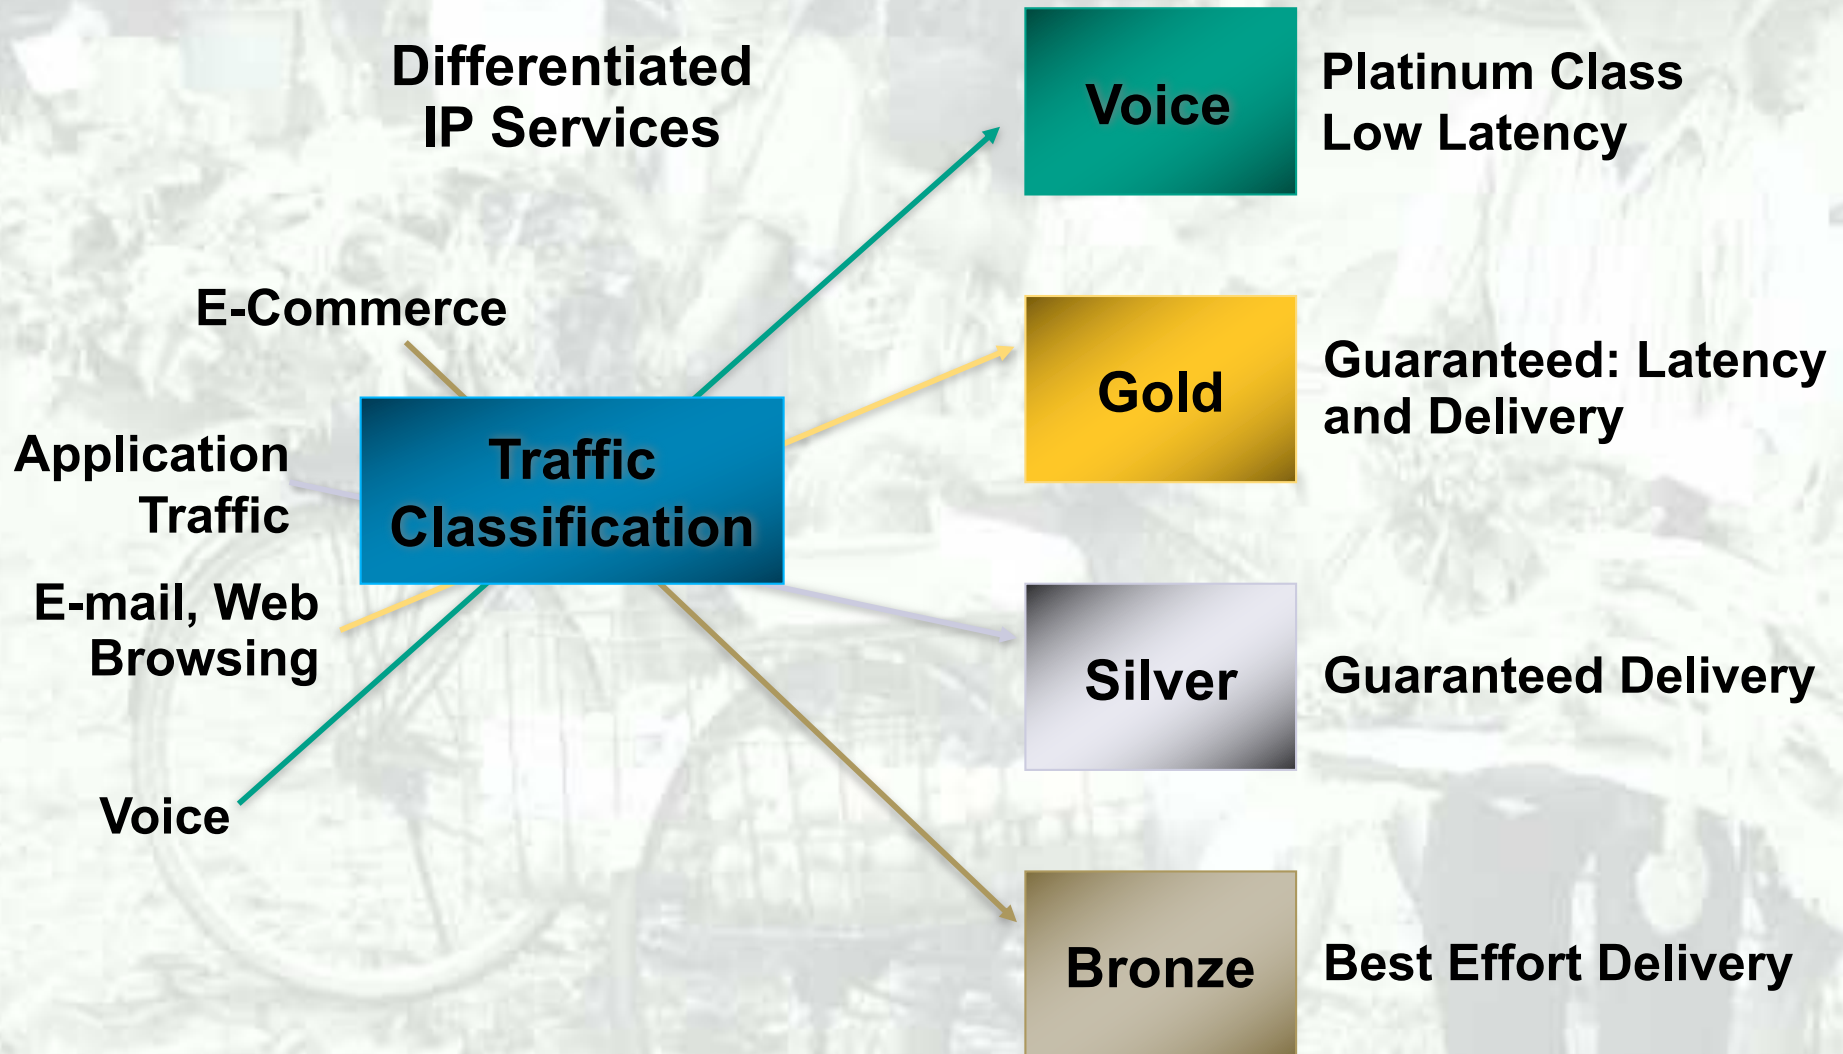 Differentiated
IP Services
E-Commerce
Application
Traffic
E-mail, Web
Browsing
Voice
Traffic
Classification
Voice
Platinum Class
Low Latency
Gold
Guaranteed: Latency
and Delivery
Silver
Guaranteed Delivery
Bronze
Best Effort Delivery